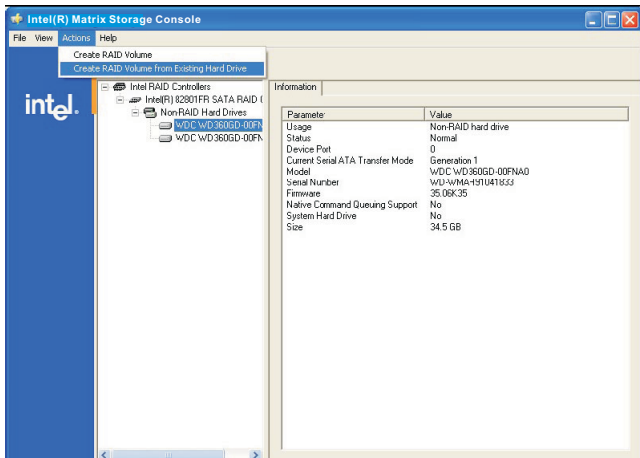 Intel(R) Matrix Storage Console
File View Actions Help
Create RAID Volume
Create RAID Volume from Existing Hard Drive
intel.
Intel RAID Controllers
Intel(R) 82801FR SATA RAID (
Non-RAID Hard Drives
WDC WD360GD-00FN
WDC WD360GD-00FN
Information
Parameter Value
Usage Non-RAID hard drive
Status Normal
Device Port 0
Current Serial ATA Transfer Mode Generation 1
Model WDC WD360GD-00FNA0
Serial Number
Firmware 35.06K35
Native Command Queuing Support No
System Hard Drive No
Size 34.5 GB